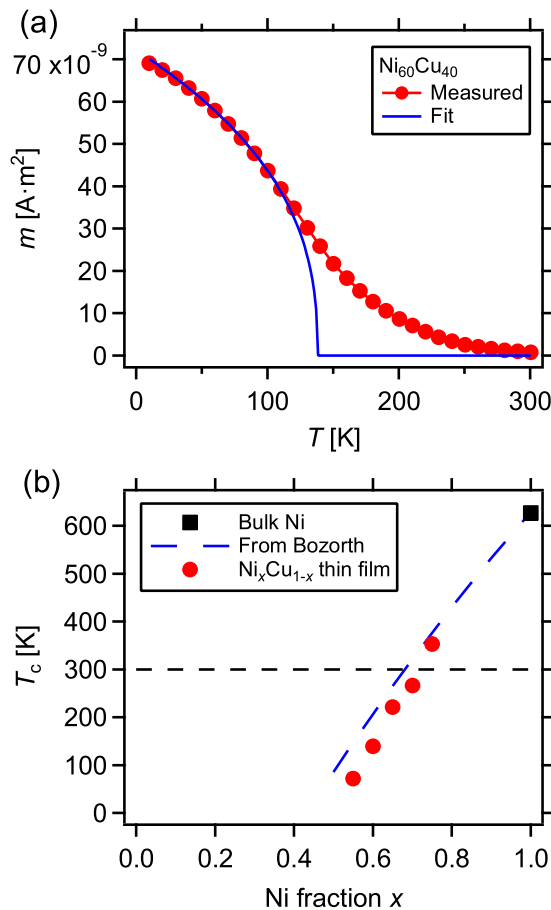 (a)
70 x10⁻⁹
60
50
40
30
20
10
0
m [A·m²]
Ni₆₀Cu₄₀
Measured
Fit
0
100
200
300
T [K]
(b)
600
500
400
300
200
100
0
T_c [K]
Bulk Ni
From Bozorth
NiₓCu₁₋ₓ thin film
0.0
0.2
0.4
0.6
0.8
1.0
Ni fraction x